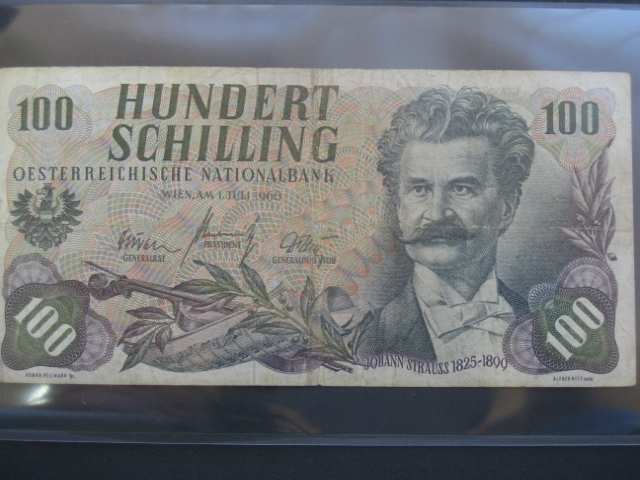 100
HUNDERT
SCHILLING
100
OESTERREICHISCHE NATIONALBANK
WIEN, AM 1. JULI 1960
GENERALRAT
PRÄSIDENT
GENERALDIREKTOR
100
JOHANN STRAUSS 1825-1899
100